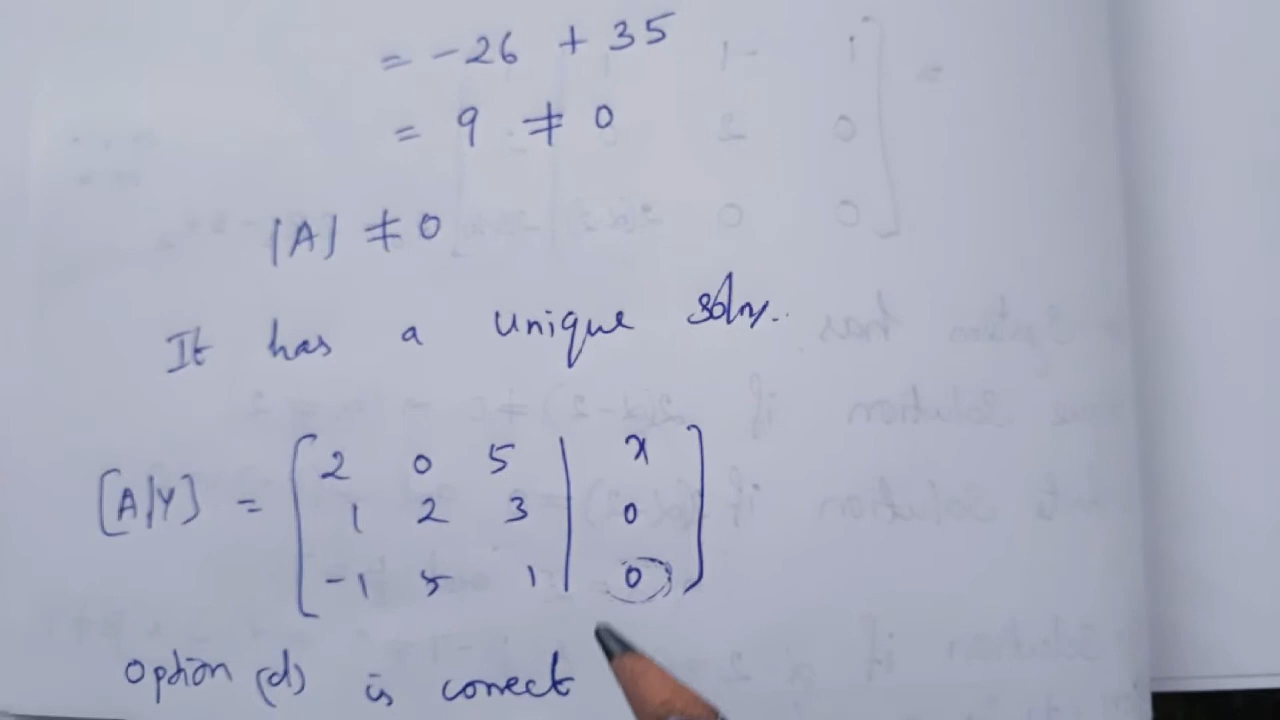 = -26 + 35
= 9 ≠ 0
|A| ≠ 0
It has a unique soln.
[A|Y] = [ 2 0 5 | x
1 2 3 | 0
-1 5 1 | 0 ]
option (d) is correct